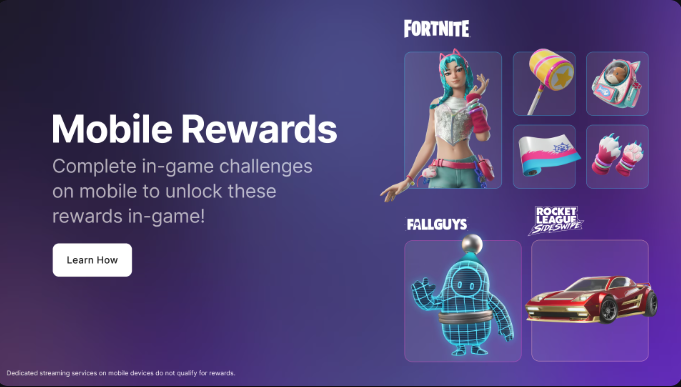 FORTNITE
Mobile Rewards
Complete in-game challenges
on mobile to unlock these
rewards in-game!
Learn How
FALLGUYS
ROCKET
LEAGUE
SIDESWIPE
Dedicated streaming services on mobile devices do not qualify for rewards.